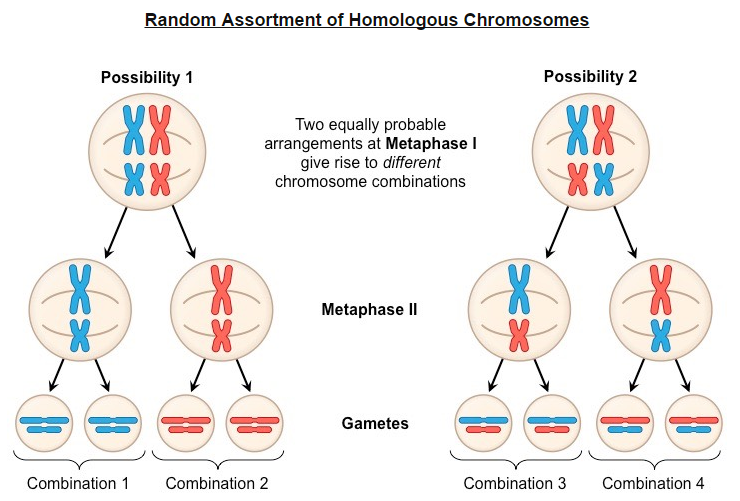 Random Assortment of Homologous Chromosomes
Possibility 1
Possibility 2
Two equally probable
arrangements at Metaphase I
give rise to different
chromosome combinations
Metaphase II
Gametes
Combination 1
Combination 2
Combination 3
Combination 4